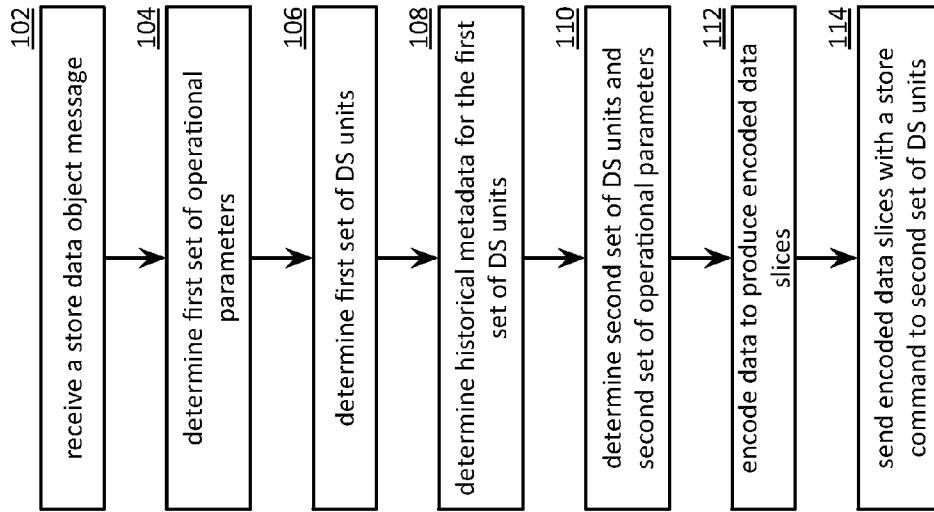 102
receive a store data object message
104
determine first set of operational
parameters
106
determine first set of DS units
108
determine historical metadata for the first
set of DS units
110
determine second set of DS units and
second set of operational parameters
112
encode data to produce encoded data
slices
114
send encoded data slices with a store
command to second set of DS units